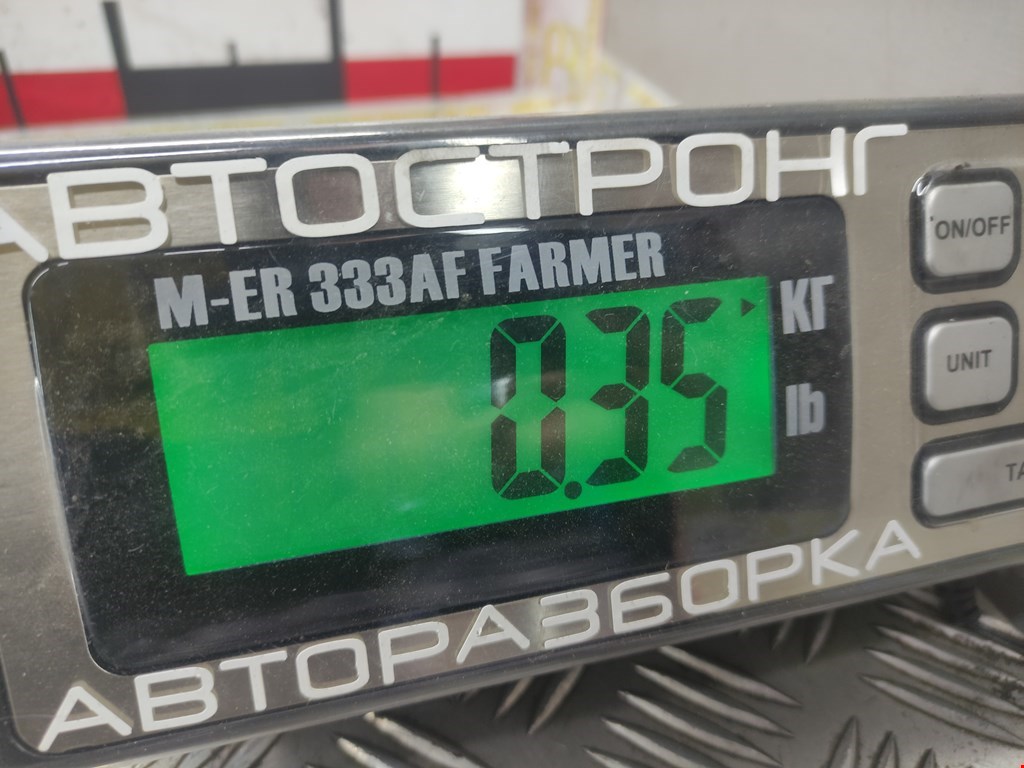 АВТОСТРОНГ
M-ER 333AF FARMER
0.35
КГ
lb
ON/OFF
UNIT
АВТОРАЗБОРКА